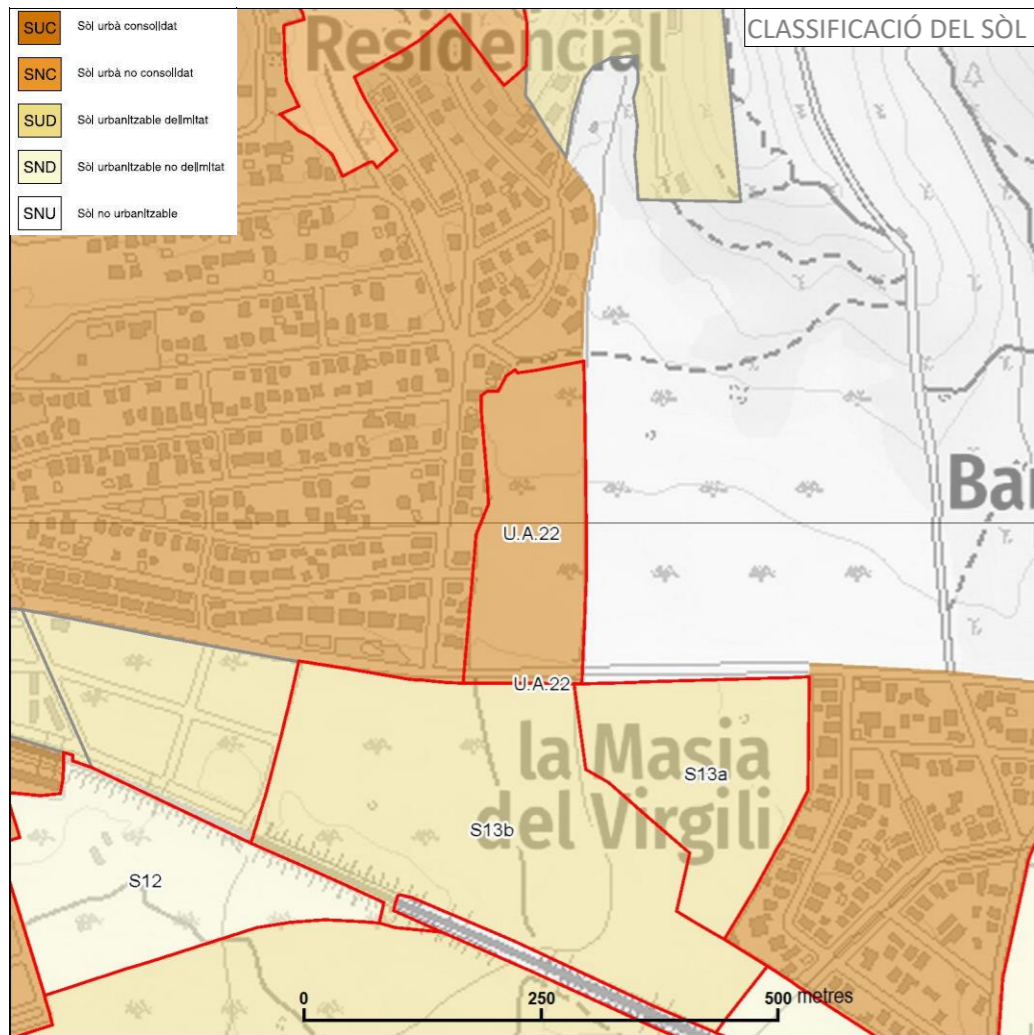 SUC Sòl urbà consolidat
SNC Sòl urbà no consolidat
SUD Sòl urbanitzable delimitat
SND Sòl urbanitzable no delimitat
SNU Sòl no urbanitzable
CLASSIFICACIÓ DEL SÒL
Residencial
Bar
U.A.22
U.A.22
la Masia
del Virgili
S13a
S13b
S12
0 250 500 metres